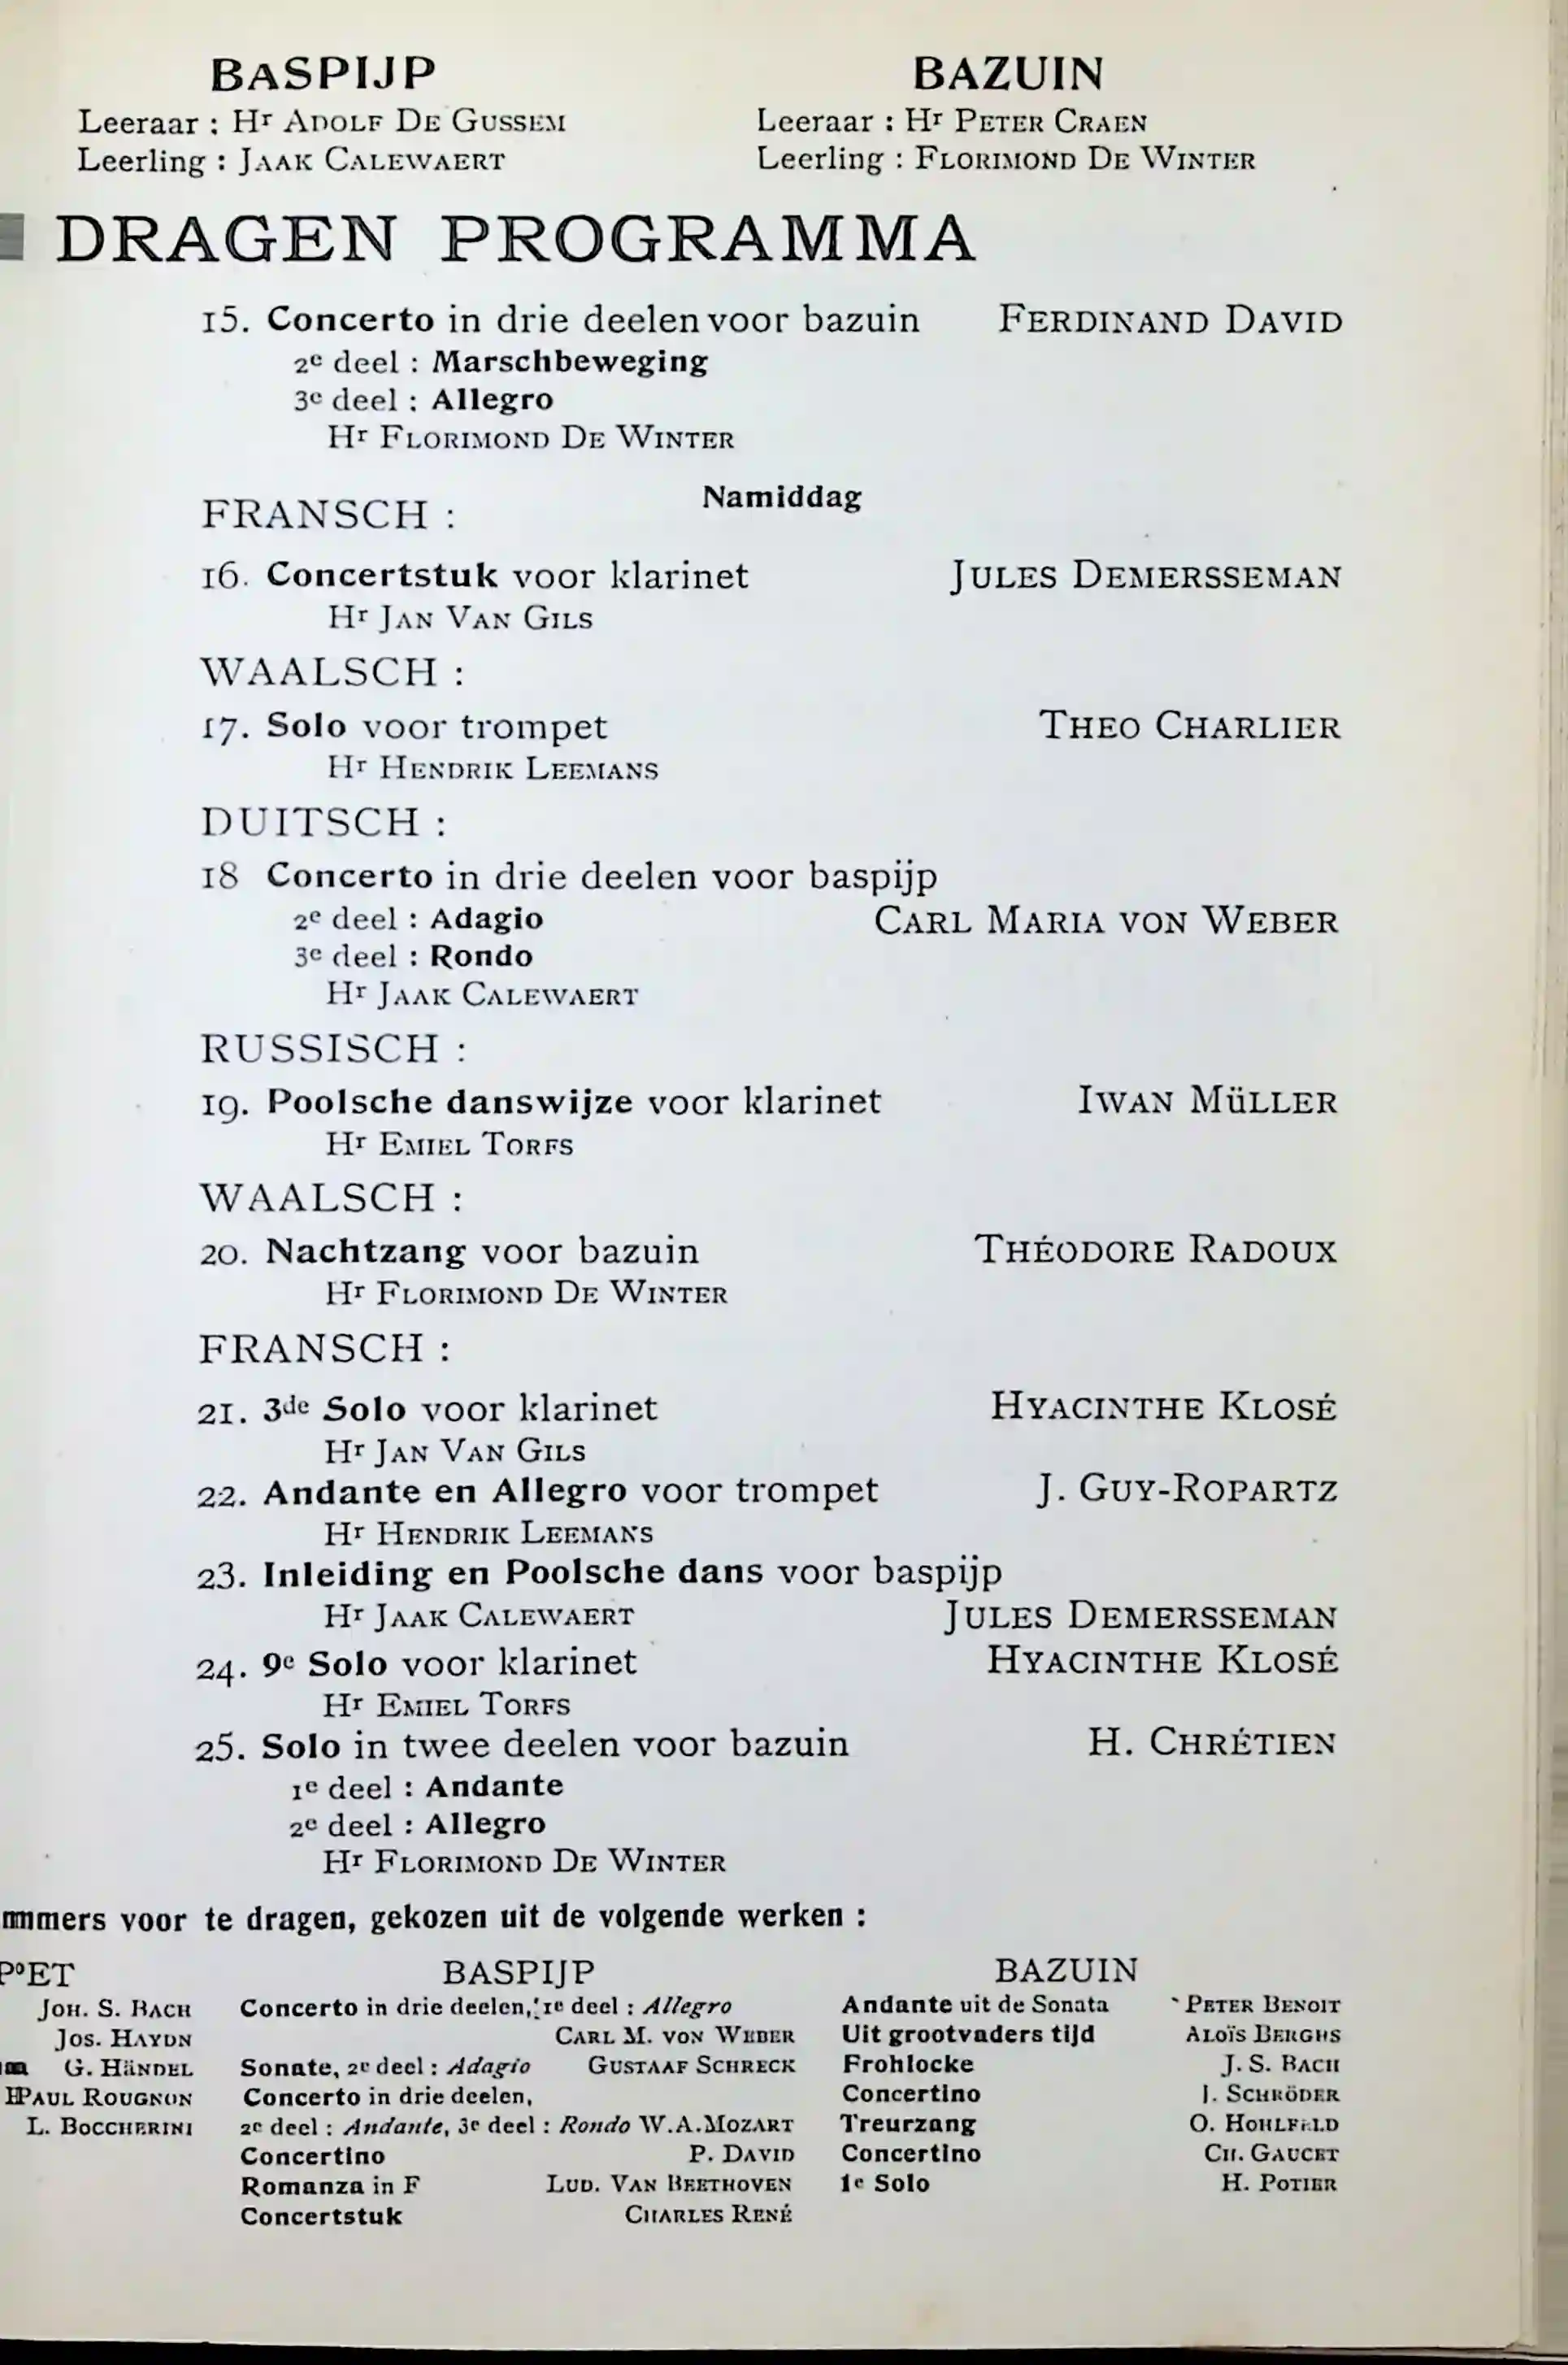 BASPIJP
Leeraar : Hr ADOLF DE GUSSEM
Leerling : JAAK CALEWAERT
BAZUIN
Leeraar : Hr PETER CRAEN
Leerling : FLORIMOND DE WINTER
DRAGEN PROGRAMMA
15. Concerto in drie deelen voor bazuin FERDINAND DAVID
2e deel : Marschbeweging
3e deel : Allegro
Hr FLORIMOND DE WINTER
Namiddag
FRANSCH :
16. Concertstuk voor klarinet JULES DEMERSSEMAN
Hr JAN VAN GILS
WAALSCH :
17. Solo voor trompet THEO CHARLIER
Hr HENDRIK LEEMANS
DUITSCH :
18 Concerto in drie deelen voor baspijp
2e deel : Adagio CARL MARIA VON WEBER
3e deel : Rondo
Hr JAAK CALEWAERT
RUSSISCH :
19. Poolsche danswijze voor klarinet IWAN MÜLLER
Hr EMIEL TORFS
WAALSCH :
20. Nachtzang voor bazuin THÉODORE RADOUX
Hr FLORIMOND DE WINTER
FRANSCH :
21. 3de Solo voor klarinet HYACINTHE KLOSÉ
Hr JAN VAN GILS
22. Andante en Allegro voor trompet J. GUY-ROPARTZ
Hr HENDRIK LEEMANS
23. Inleiding en Poolsche dans voor baspijp
Hr JAAK CALEWAERT JULES DEMERSSEMAN
24. 9e Solo voor klarinet HYACINTHE KLOSÉ
Hr EMIEL TORFS
25. Solo in twee deelen voor bazuin H. CHRÉTIEN
1e deel : Andante
2e deel : Allegro
Hr FLORIMOND DE WINTER
mmers voor te dragen, gekozen uit de volgende werken :
JOH. S. BACH
JOS. HAYDN
G. HÄNDEL
PAUL ROUGNON
L. BOCCHERINI
BASPIJP
Concerto in drie deelen, 1e deel : Allegro
CARL M. VON WEBER
Sonate, 2e deel : Adagio GUSTAAF SCHRECK
Concerto in drie deelen,
2e deel : Andante, 3e deel : Rondo W.A. MOZART
Concertino P. DAVID
Romanza in F LUD. VAN BEETHOVEN
Concertstuk CHARLES RENÉ
BAZUIN
Andante uit de Sonata PETER BENOIT
Uit grootvaders tijd ALOÏS BERGHS
Frohlocke J. S. BACH
Concertino J. SCHRÖDER
Treurzang O. HOHLFELD
Concertino CH. GAUCET
1e Solo H. POTIER